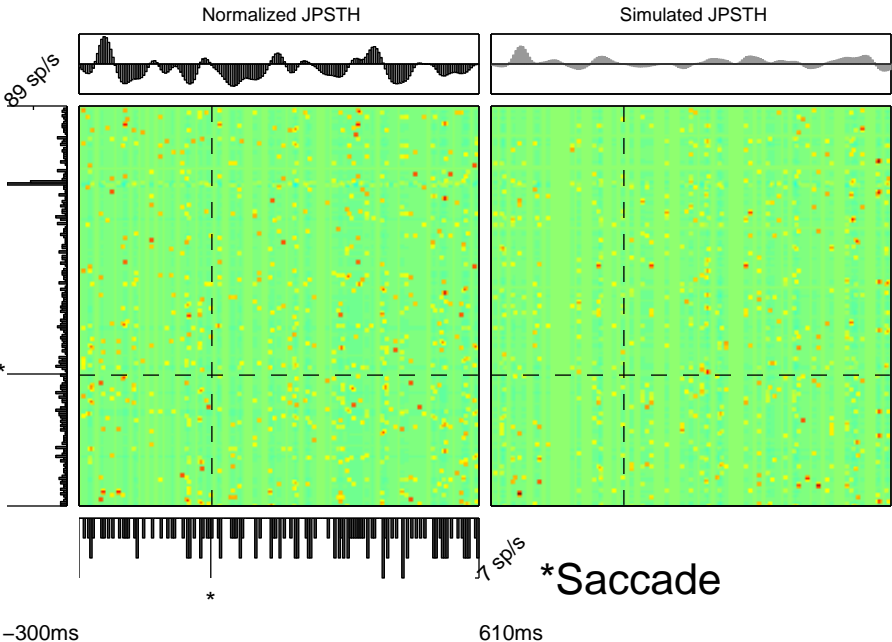 Normalized JPSTH
Simulated JPSTH
89 sp/s
*
7 sp/s
*Saccade
*
−300ms
610ms